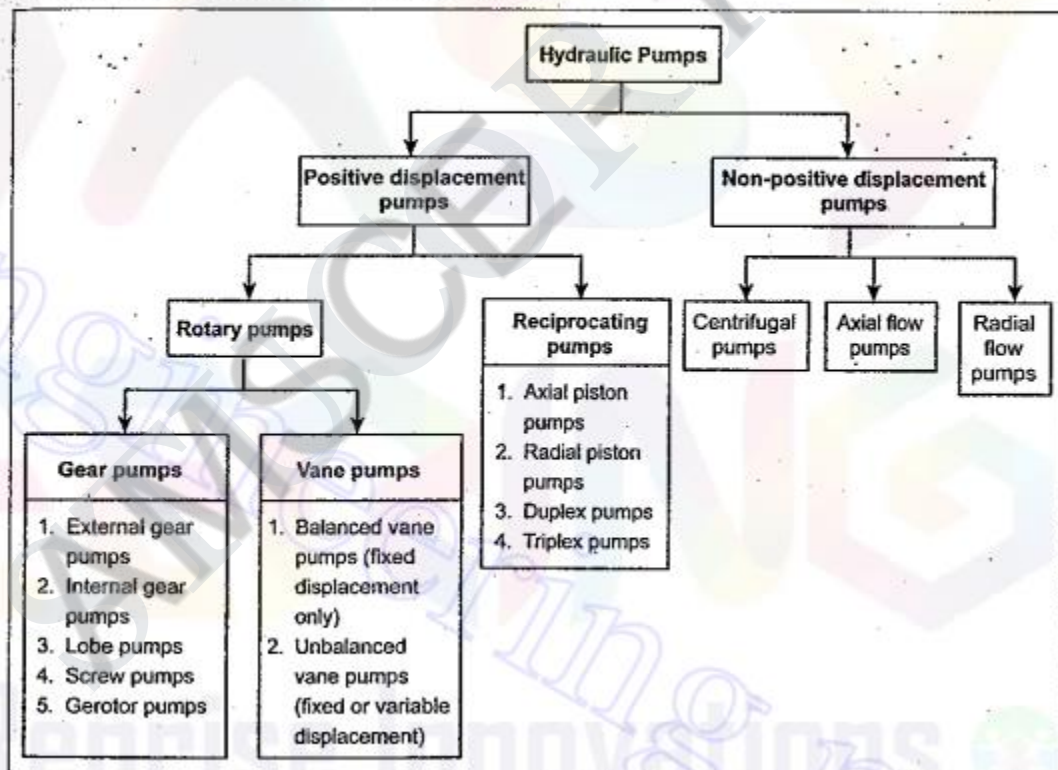 Hydraulic Pumps
Positive displacement
pumps
Non-positive displacement
pumps
Rotary pumps
Reciprocating
pumps
1. Axial piston
pumps
2. Radial piston
pumps
3. Duplex pumps
4. Triplex pumps
Centrifugal
pumps
Axial flow
pumps
Radial
flow
pumps
Gear pumps
1. External gear
pumps
2. Internal gear
pumps
3. Lobe pumps
4. Screw pumps
5. Gerotor pumps
Vane pumps
1. Balanced vane
pumps (fixed
displacement
only)
2. Unbalanced
vane pumps
(fixed or variable
displacement)